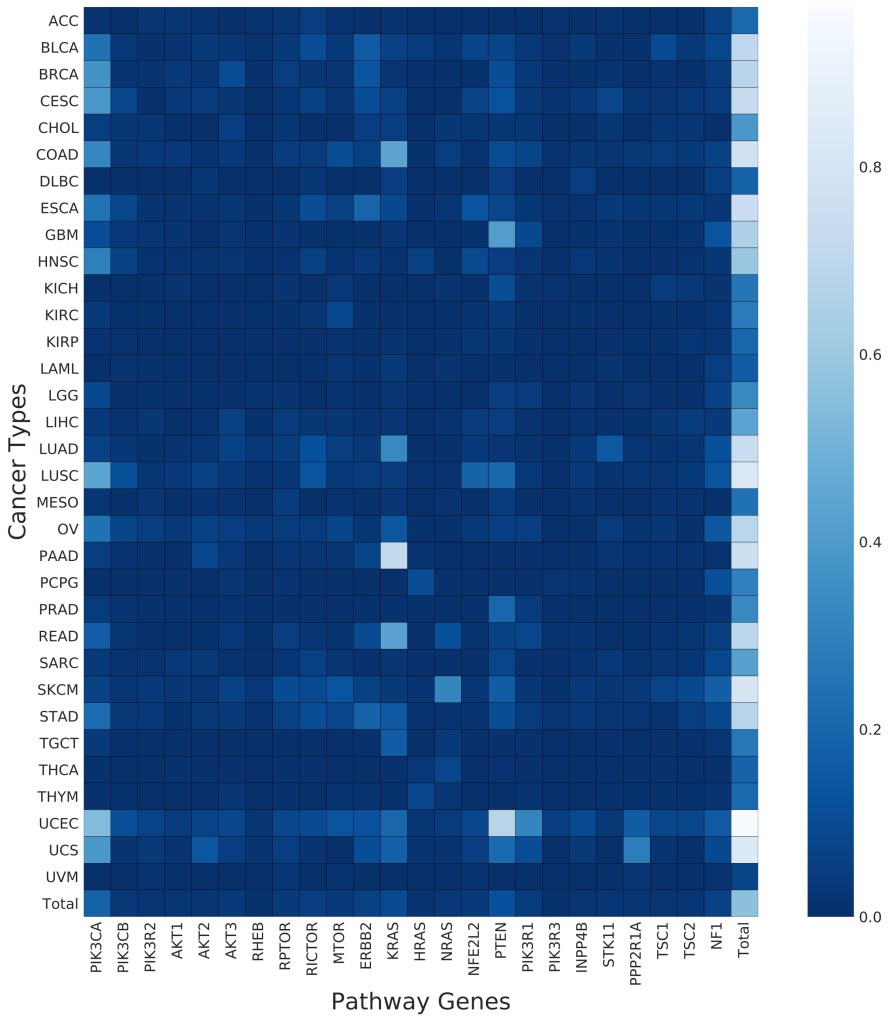 ACC
BLCA
BRCA
CESC
CHOL
COAD
DLBC
ESCA
GBM
HNSC
KICH
KIRC
KIRP
LAML
LGG
LIHC
LUAD
LUSC
MESO
OV
PAAD
PCPG
PRAD
READ
SARC
SKCM
STAD
TGCT
THCA
THYM
UCEC
UCS
UVM
Total
Cancer Types
PIK3CA
PIK3CB
PIK3R2
AKT1
AKT2
AKT3
RHEB
RPTOR
RICTOR
MTOR
ERBB2
KRAS
HRAS
NRAS
NFE2L2
PTEN
PIK3R1
PIK3R3
INPP4B
STK11
PPP2R1A
TSC1
TSC2
NF1
Total
Pathway Genes
0.8
0.6
0.4
0.2
0.0